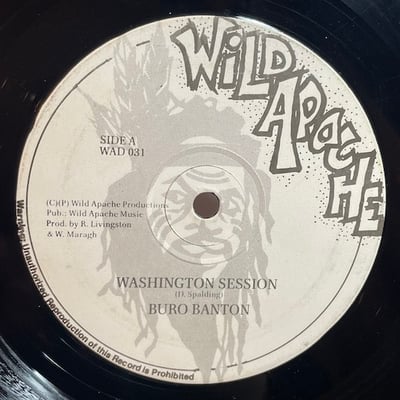 WILD
APACHE
SIDE A
WAD 031
(C)(P) Wild Apache Productions
Pub.: Wild Apache Music
Prod. by R. Livingston
& W. Maragh
WASHINGTON SESSION
(D. Spalding)
BURO BANTON
Warning: Unauthorized Reproduction of this Record is Prohibited